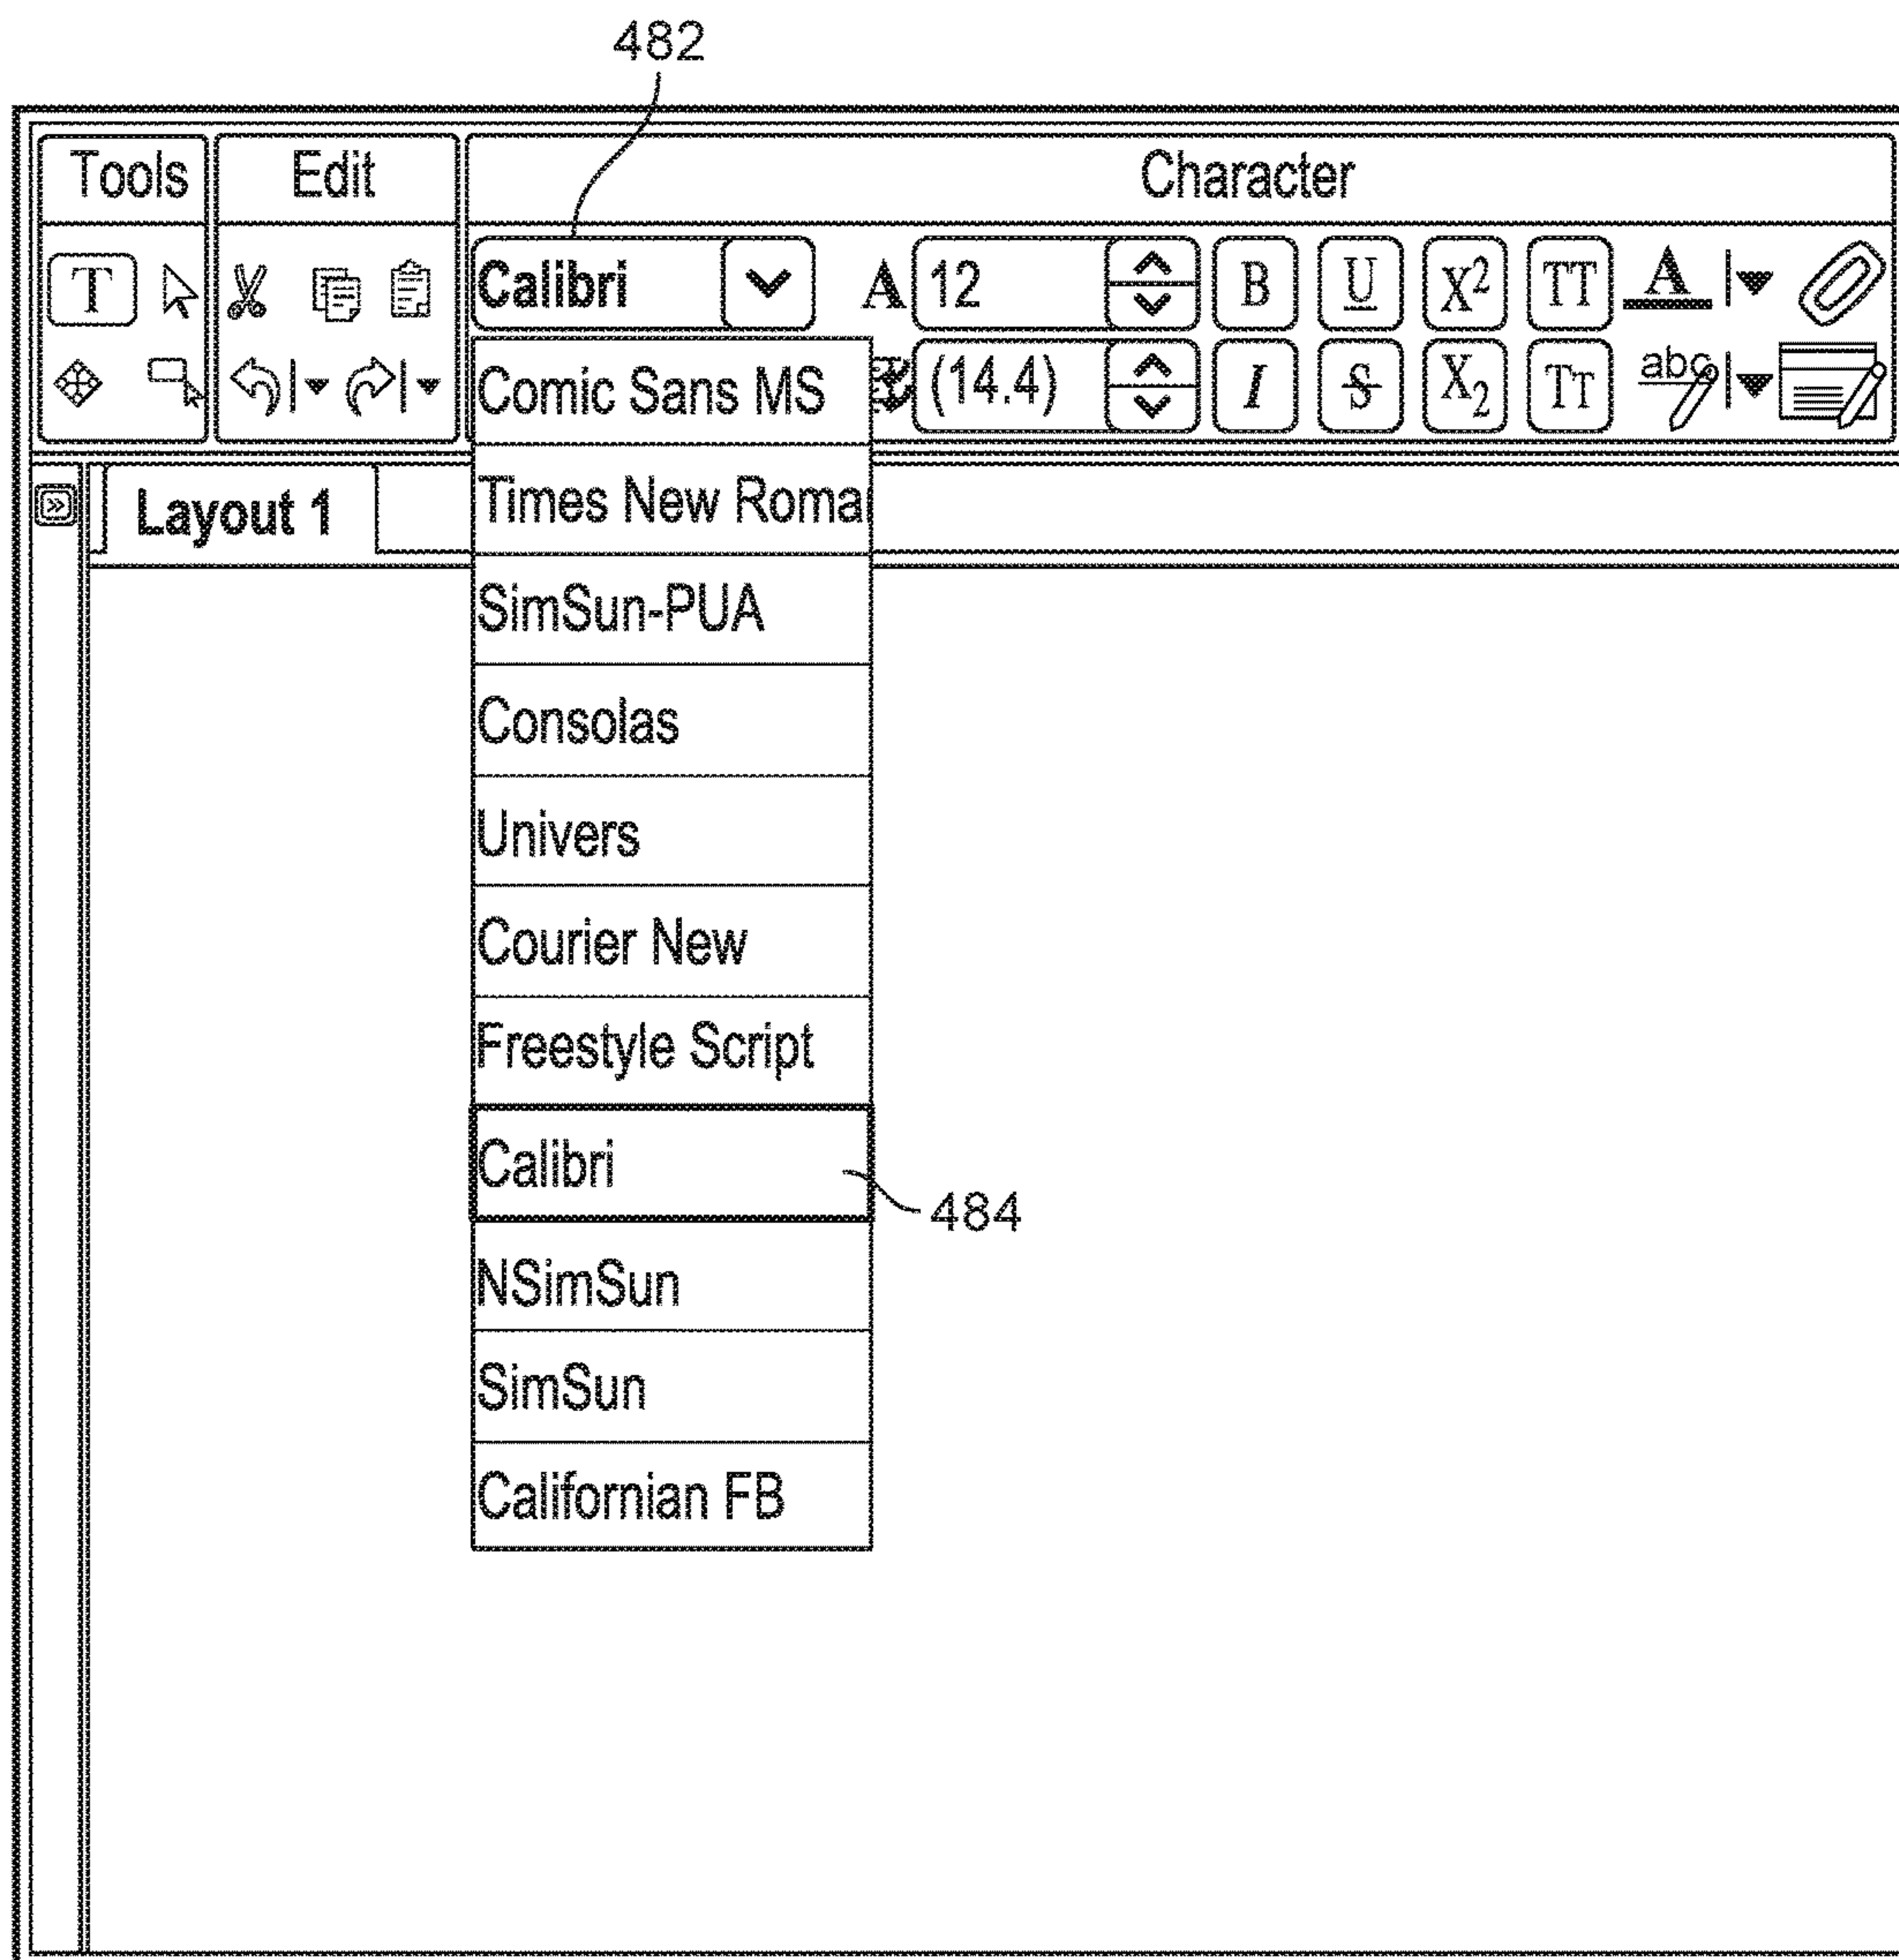 482
Tools Edit Character
T Calibri A 12 B U X² TT A
Comic Sans MS (14.4) I S X₂ TT abc
Layout 1 Times New Roma
SimSun-PUA
Consolas
Univers
Courier New
Freestyle Script
Calibri
484
NSimSun
SimSun
Californian FB